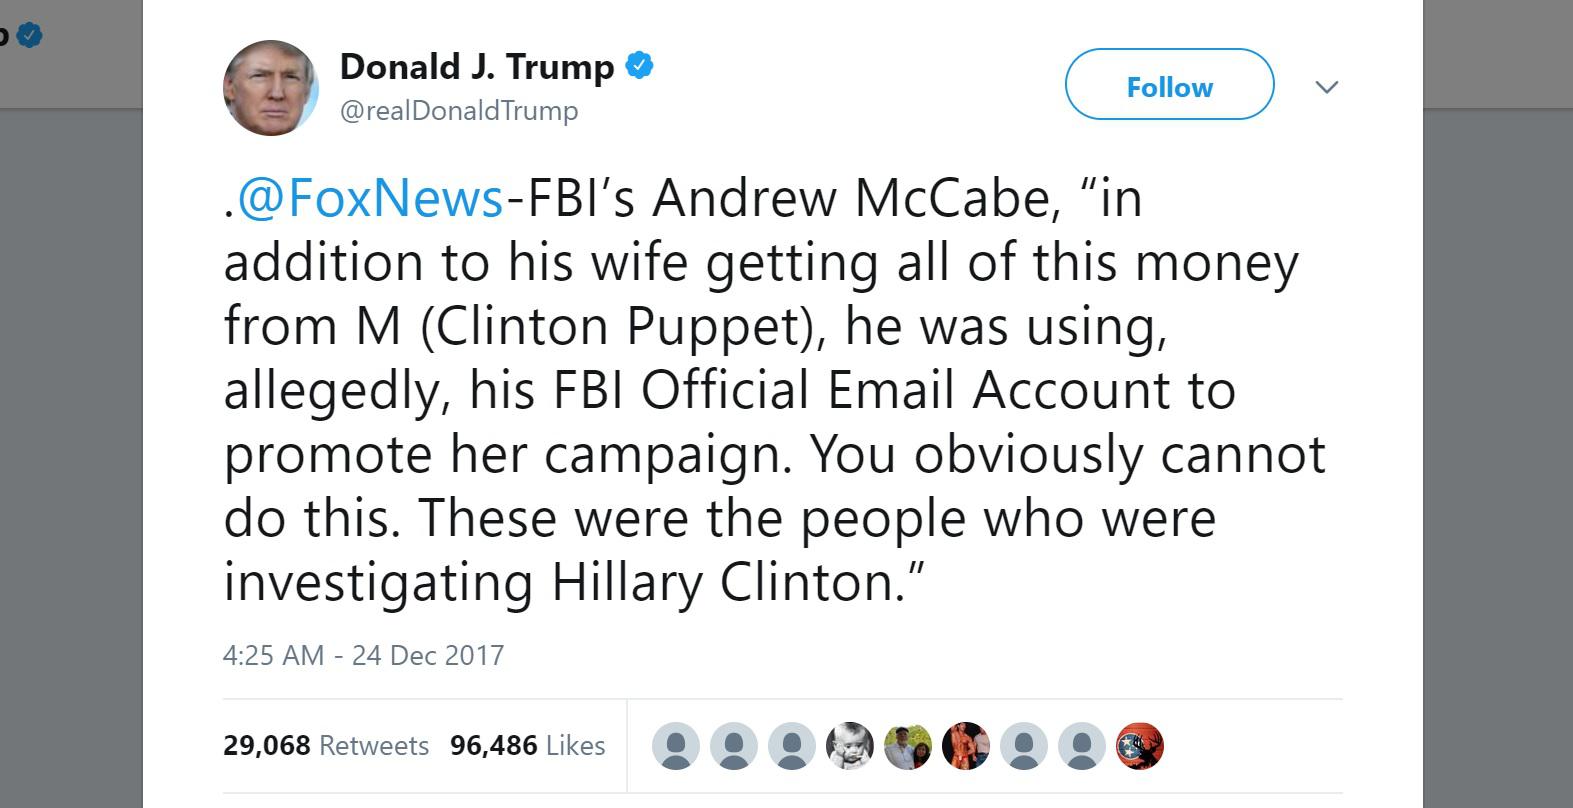 p
Donald J. Trump
@realDonaldTrump
Follow
.@FoxNews-FBI’s Andrew McCabe, “in
addition to his wife getting all of this money
from M (Clinton Puppet), he was using,
allegedly, his FBI Official Email Account to
promote her campaign. You obviously cannot
do this. These were the people who were
investigating Hillary Clinton.”
4:25 AM - 24 Dec 2017
29,068 Retweets 96,486 Likes